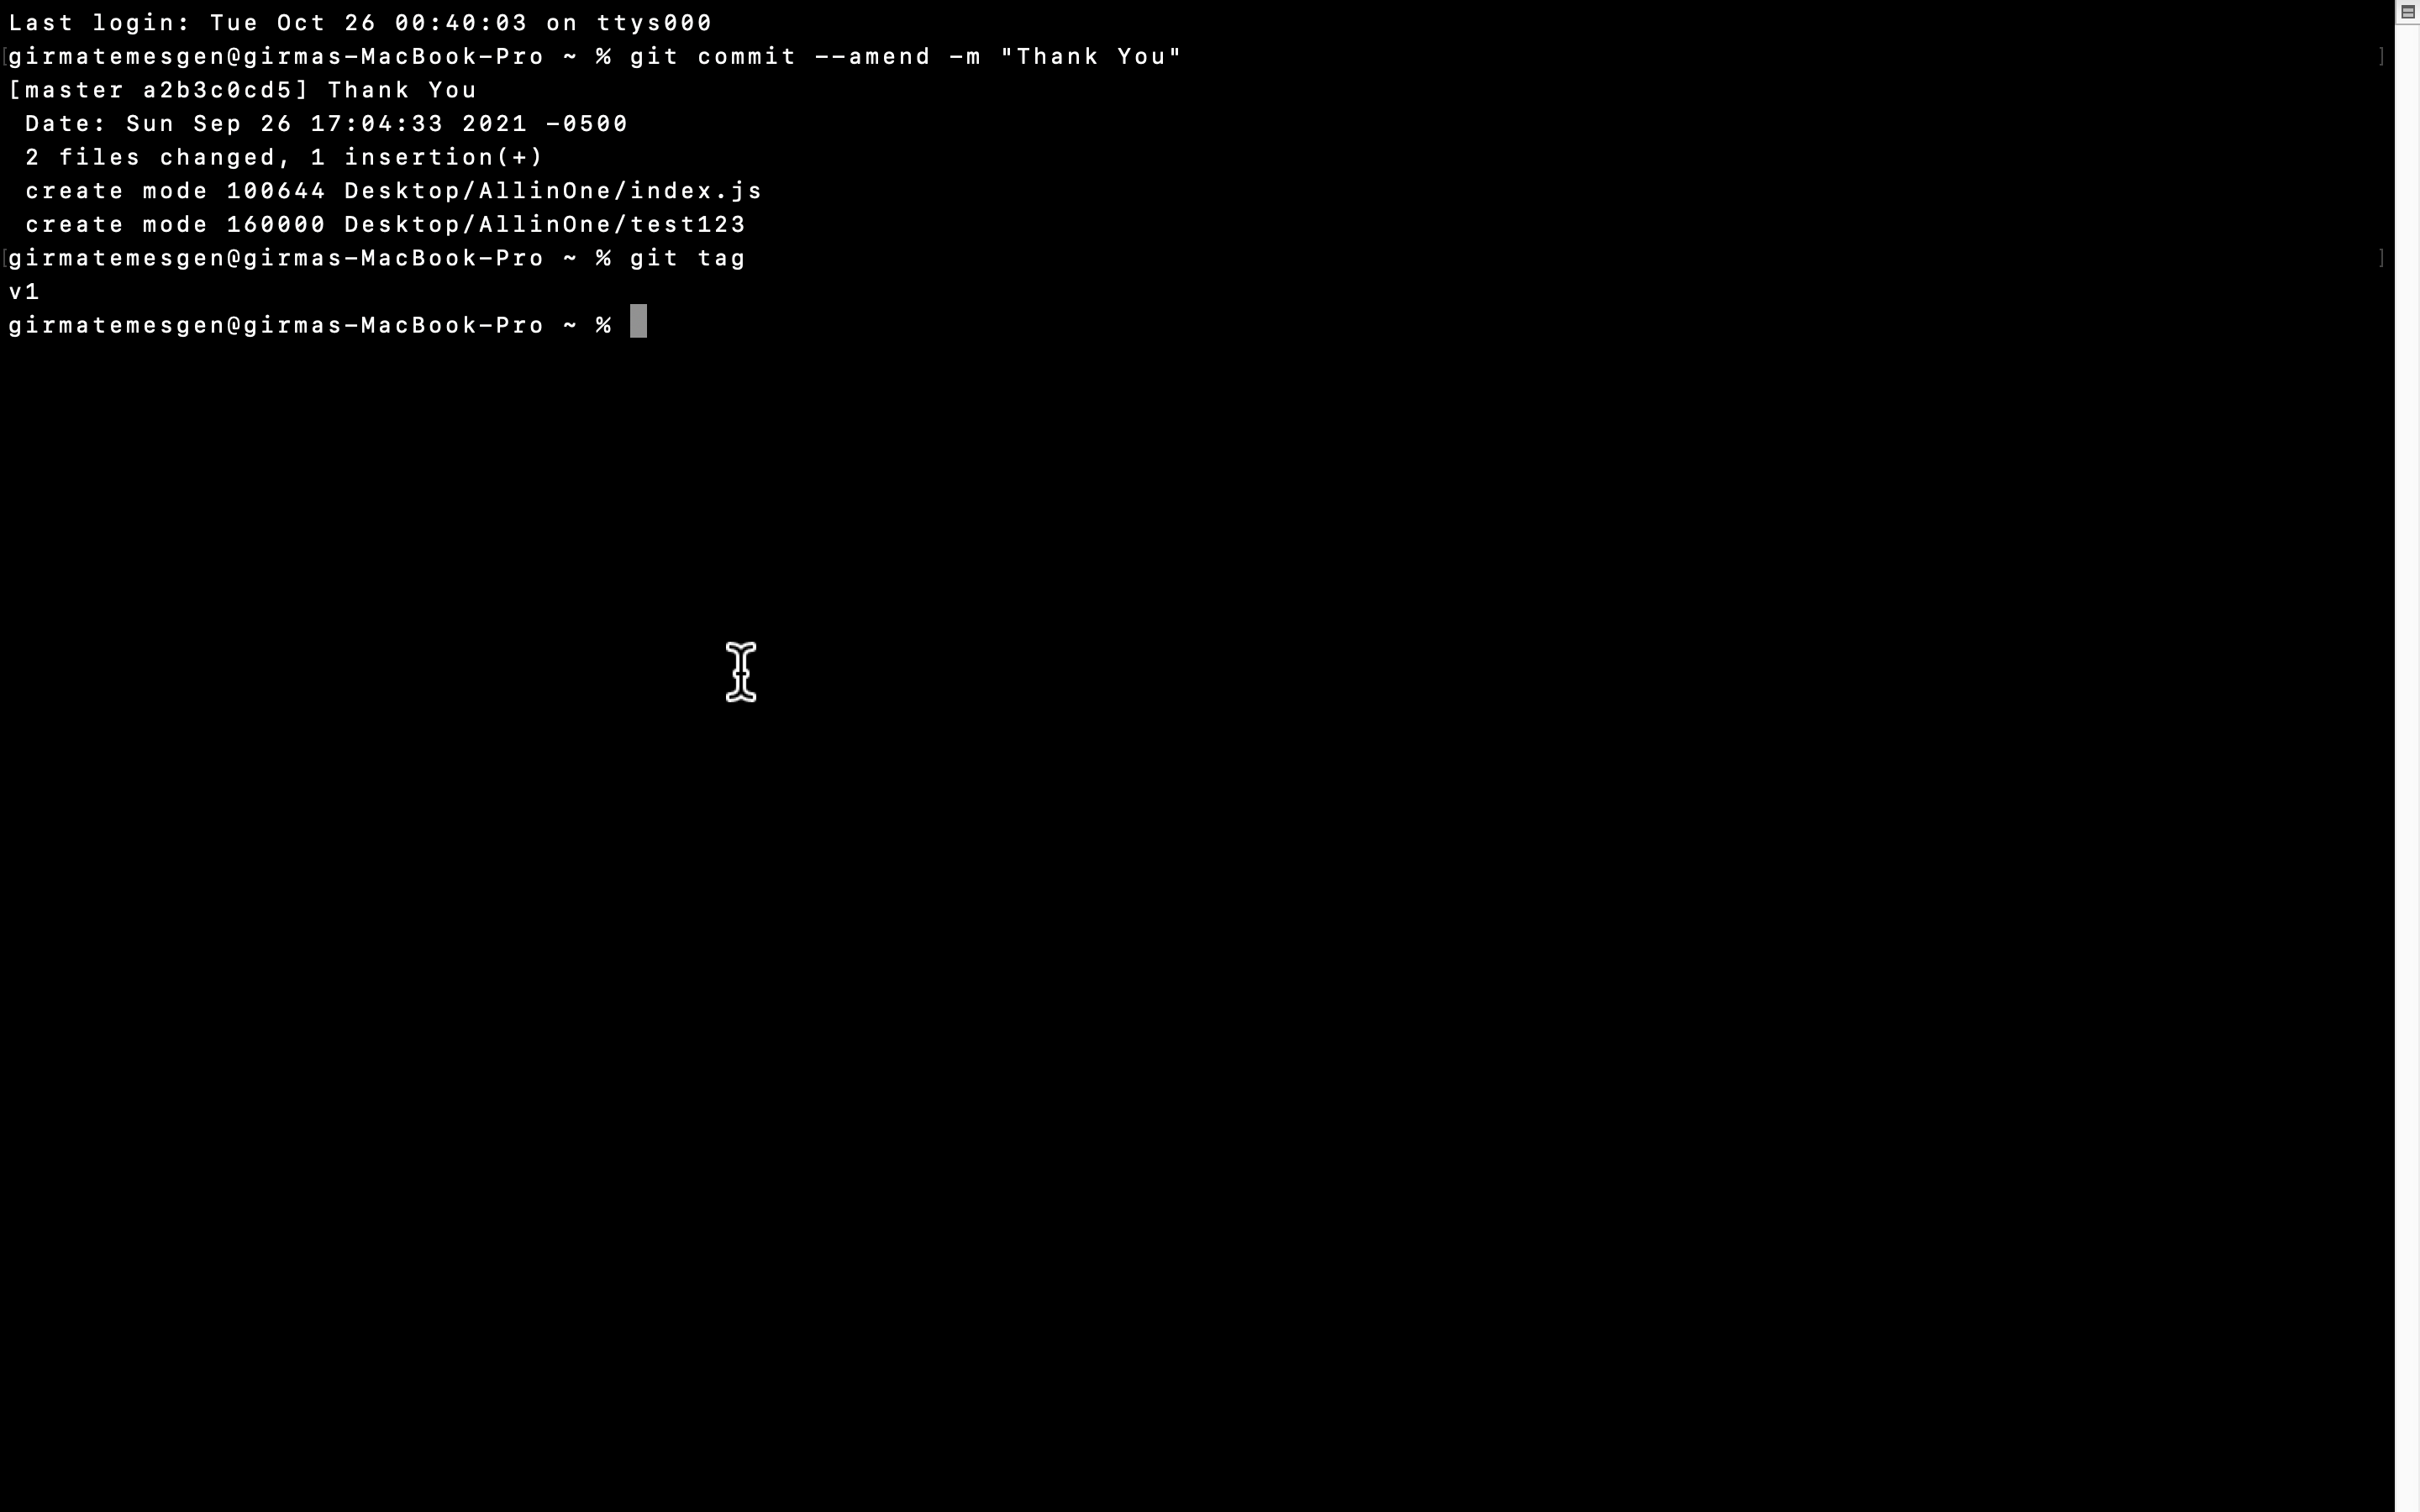 Last login: Tue Oct 26 00:40:03 on ttys000
[girmatemesgen@girmas-MacBook-Pro ~ % git commit --amend -m "Thank You" ]
[master a2b3c0cd5] Thank You
 Date: Sun Sep 26 17:04:33 2021 -0500
 2 files changed, 1 insertion(+)
 create mode 100644 Desktop/AllinOne/index.js
 create mode 160000 Desktop/AllinOne/test123
[girmatemesgen@girmas-MacBook-Pro ~ % git tag ]
v1
girmatemesgen@girmas-MacBook-Pro ~ %